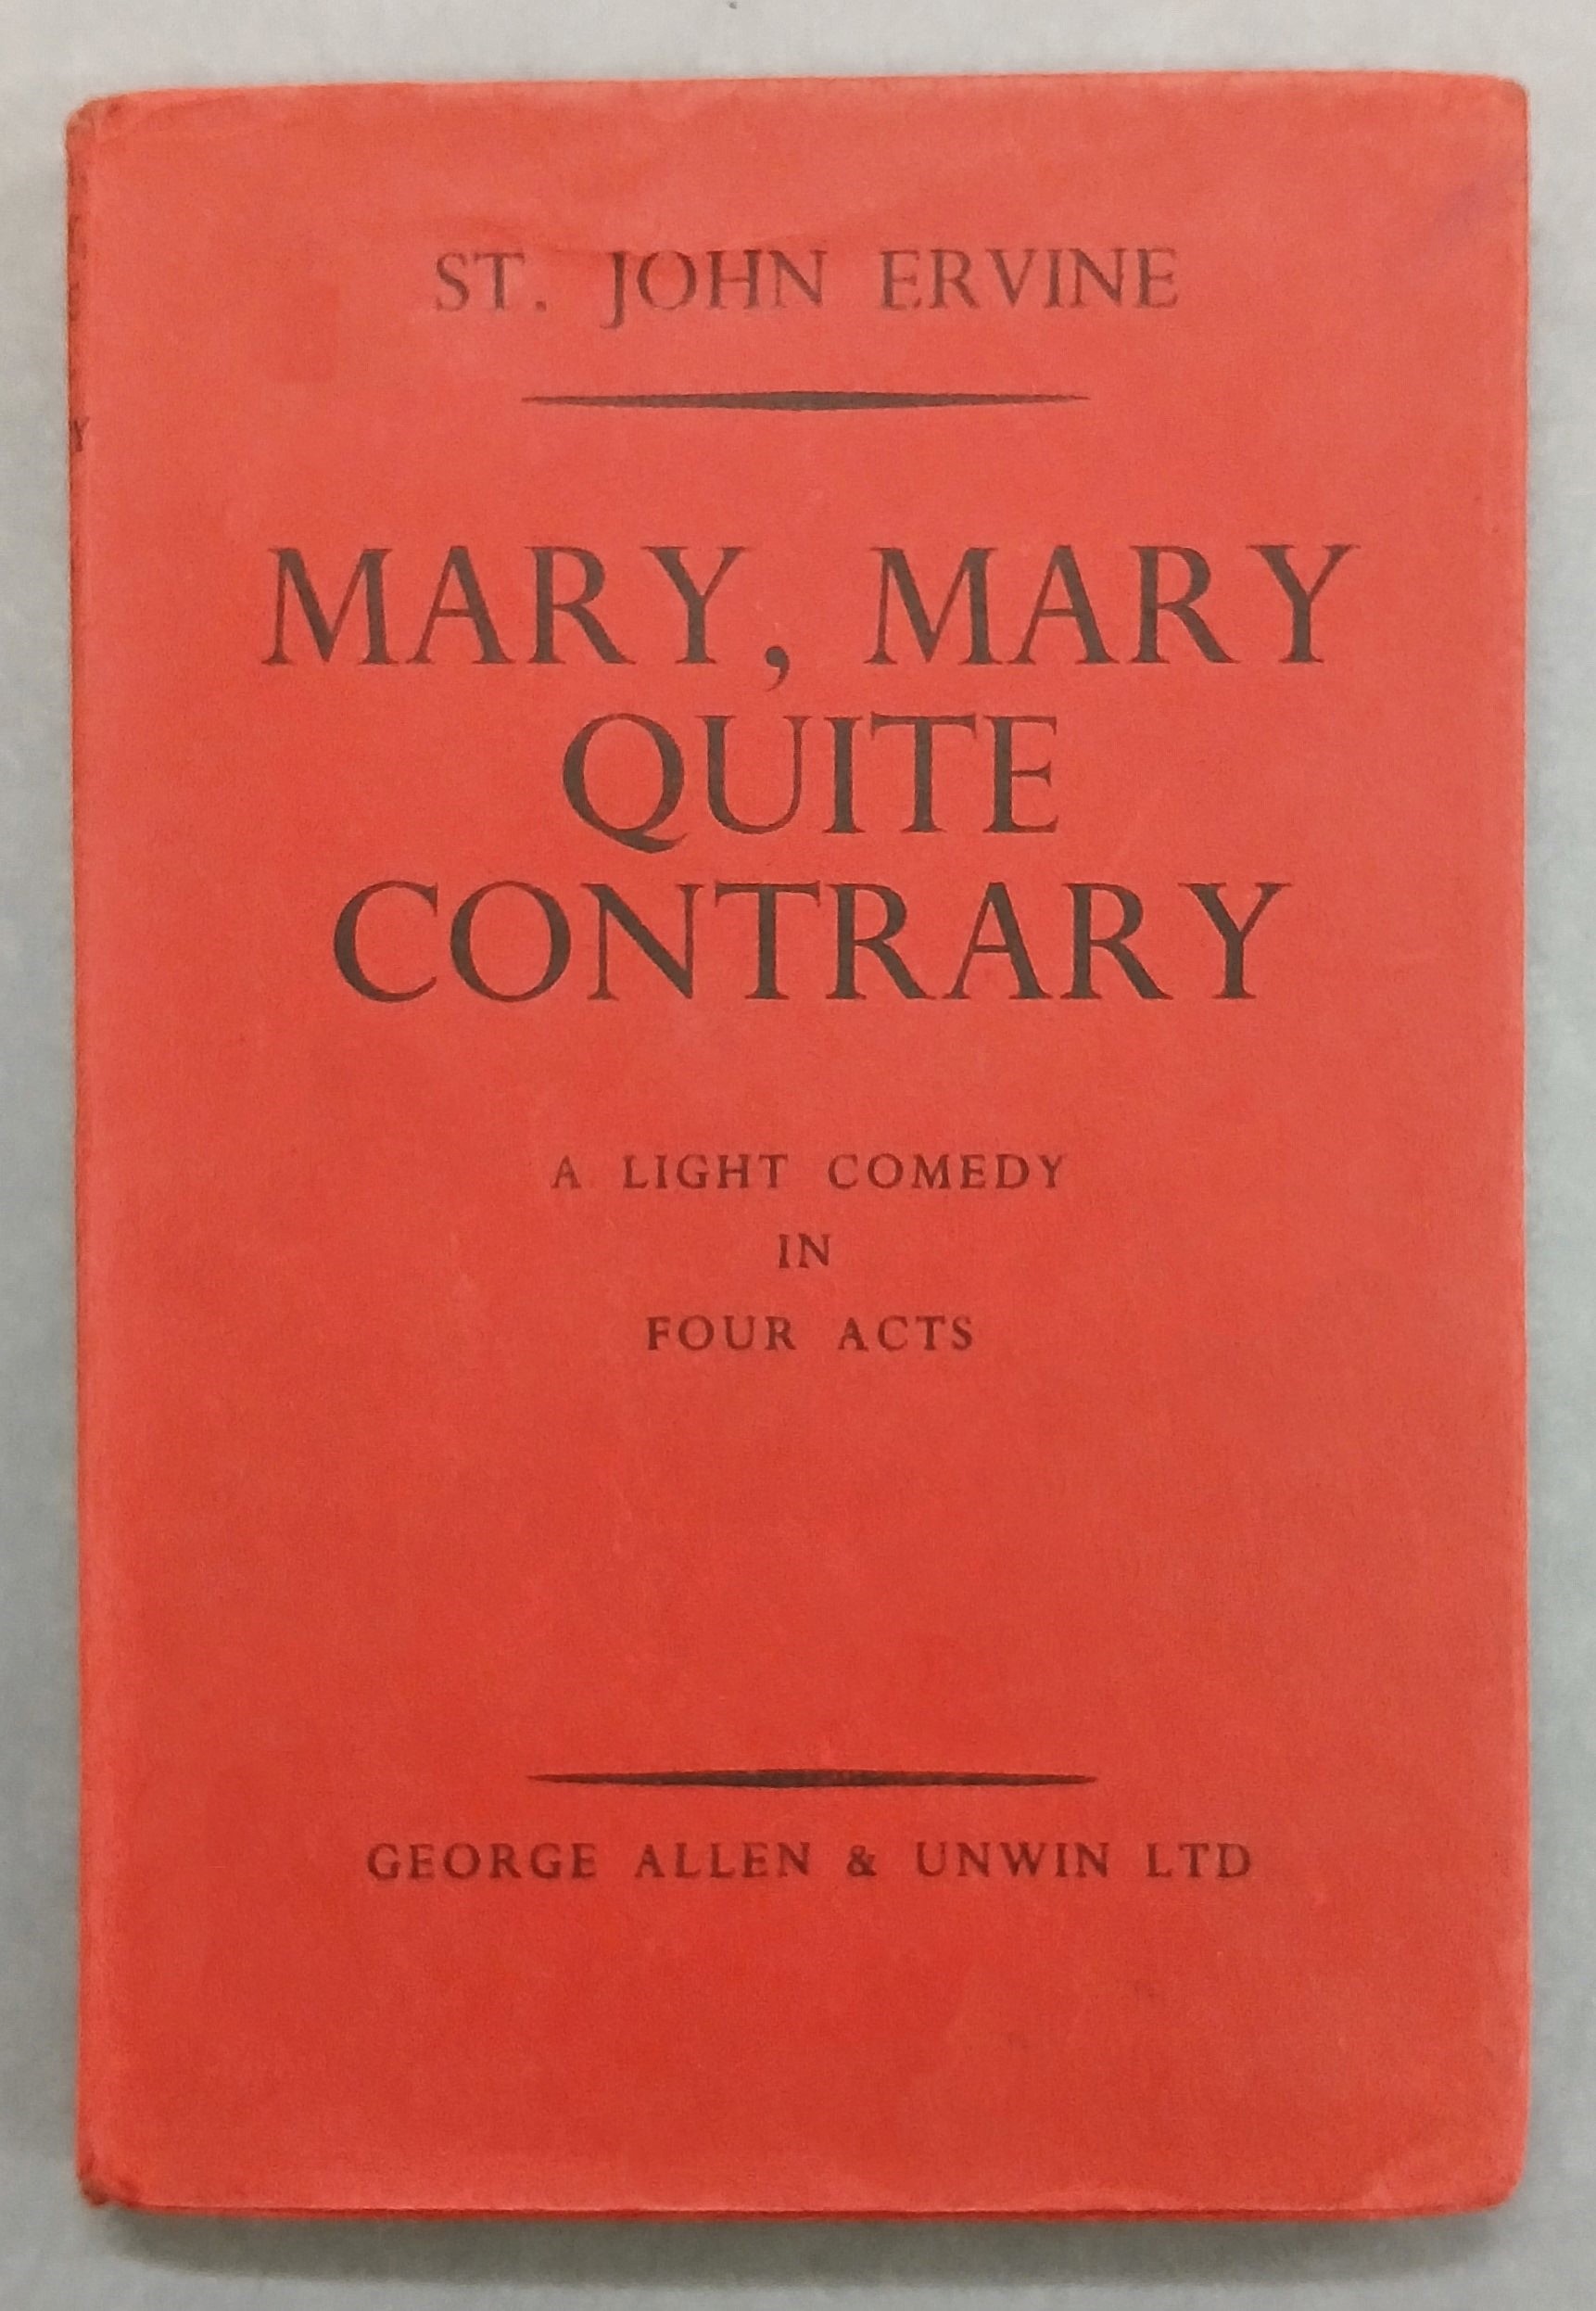 ST. JOHN ERVINE
MARY, MARY
QUITE
CONTRARY
A LIGHT COMEDY
IN
FOUR ACTS
GEORGE ALLEN & UNWIN LTD